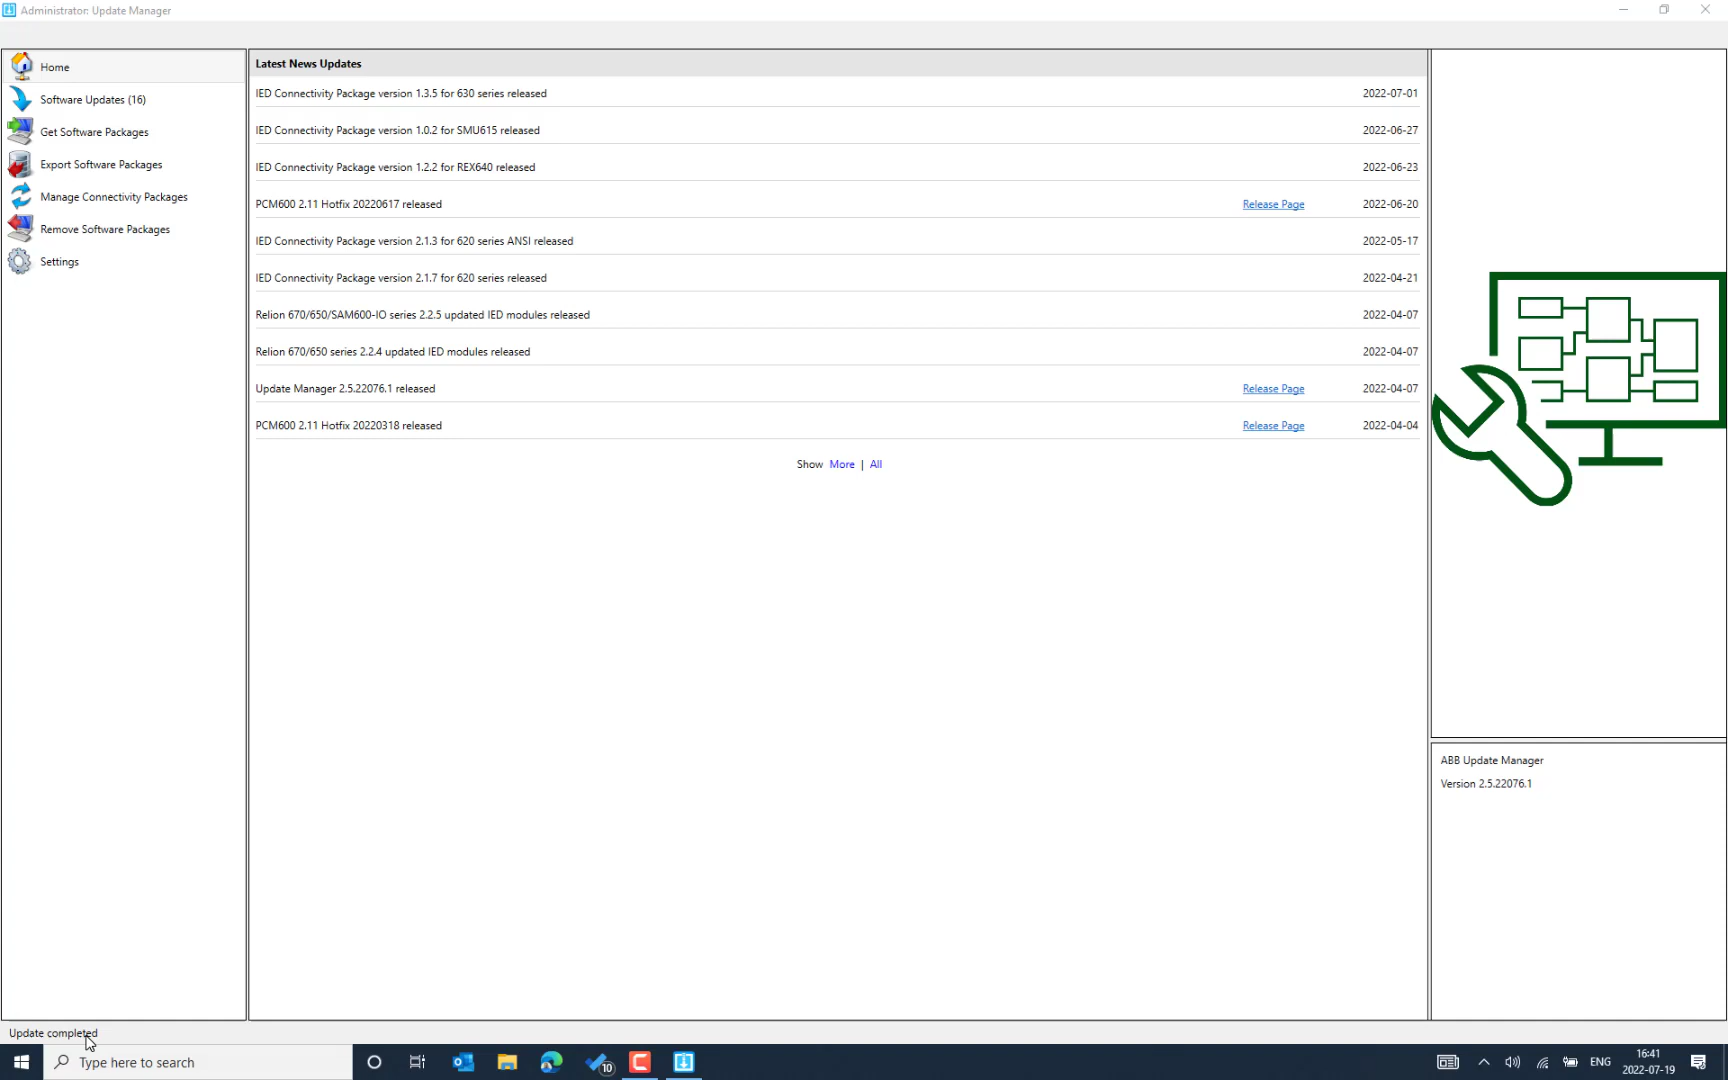 Administrator: Update Manager
Home
Software Updates (16)
Get Software Packages
Export Software Packages
Manage Connectivity Packages
Remove Software Packages
Settings
Latest News Updates
IED Connectivity Package version 1.3.5 for 630 series released 2022-07-01
IED Connectivity Package version 1.0.2 for SMU615 released 2022-06-27
IED Connectivity Package version 1.2.2 for REX640 released 2022-06-23
PCM600 2.11 Hotfix 20220617 released Release Page 2022-06-20
IED Connectivity Package version 2.1.3 for 620 series ANSI released 2022-05-17
IED Connectivity Package version 2.1.7 for 620 series released 2022-04-21
Relion 670/650/SAM600-IO series 2.2.5 updated IED modules released 2022-04-07
Relion 670/650 series 2.2.4 updated IED modules released 2022-04-07
Update Manager 2.5.22076.1 released Release Page 2022-04-07
PCM600 2.11 Hotfix 20220318 released Release Page 2022-04-04
Show More | All
ABB Update Manager
Version 2.5.22076.1
Update completed
Type here to search
10
ENG
16:41
2022-07-19